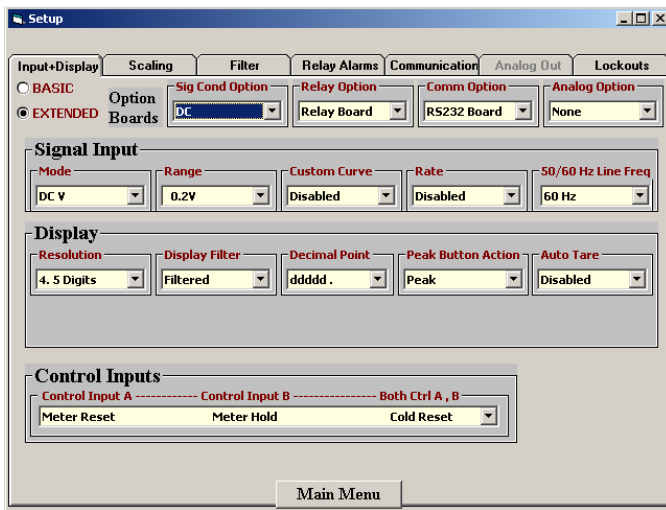 Setup
Input+Display Scaling Filter Relay Alarms Communication Analog Out Lockouts
BASIC
EXTENDED
Option Boards
Sig Cond Option Relay Option Comm Option Analog Option
DC Relay Board RS232 Board None
Signal Input
Mode Range Custom Curve Rate 50/60 Hz Line Freq
DC V 0.2V Disabled Disabled 60 Hz
Display
Resolution Display Filter Decimal Point Peak Button Action Auto Tare
4. 5 Digits Filtered ddddd . Peak Disabled
Control Inputs
Control Input A ------------ Control Input B ---------------- Both Ctrl A , B
Meter Reset Meter Hold Cold Reset
Main Menu